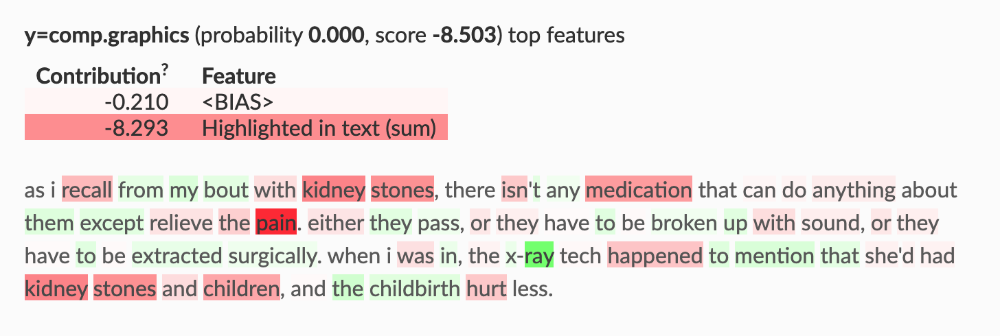 y=comp.graphics (probability 0.000, score -8.503) top features
Contribution? Feature
-0.210 <BIAS>
-8.293 Highlighted in text (sum)
as i recall from my bout with kidney stones, there isn't any medication that can do anything about
them except relieve the pain. either they pass, or they have to be broken up with sound, or they
have to be extracted surgically. when i was in, the x-ray tech happened to mention that she'd had
kidney stones and children, and the childbirth hurt less.